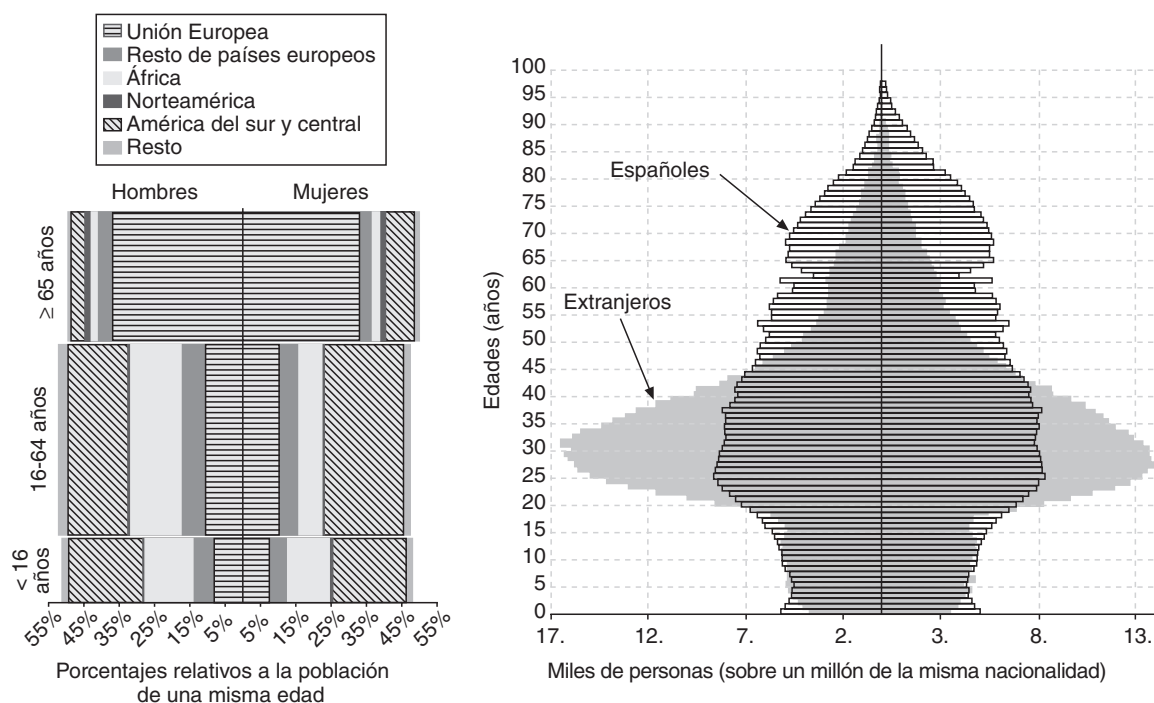 Unión Europea
Resto de países europeos
África
Norteamérica
América del sur y central
Resto
Hombres
Mujeres
≥ 65 años
16-64 años
< 16
años
55%
45%
35%
25%
15%
5%
5%
15%
25%
35%
45%
55%
Porcentajes relativos a la población
de una misma edad
Españoles
Extranjeros
Edades (años)
100
95
90
85
80
75
70
65
60
55
50
45
40
35
30
25
20
15
10
5
0
17.
12.
7.
2.
3.
8.
13.
Miles de personas (sobre un millón de la misma nacionalidad)